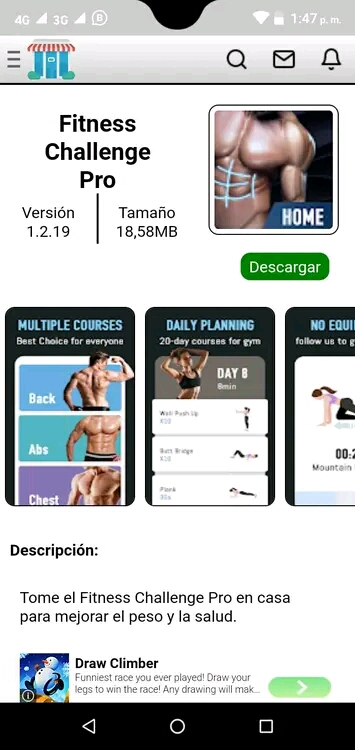 4G 3G B 1:47 p. m.
Fitness
Challenge
Pro
Versión
1.2.19
Tamaño
18,58MB
HOME
Descargar
MULTIPLE COURSES
Best Choice for everyone
Back
Abs
Chest
DAILY PLANNING
20-day courses for gym
DAY 8
8min
Wall Push Up
X10
Butt Bridge
X10
Plank
30s
NO EQUI
follow us to g
00:2
Mountain
Descripción:
Tome el Fitness Challenge Pro en casa
para mejorar el peso y la salud.
Draw Climber
Funniest race you ever played! Draw your
legs to win the race! Any drawing will mak...